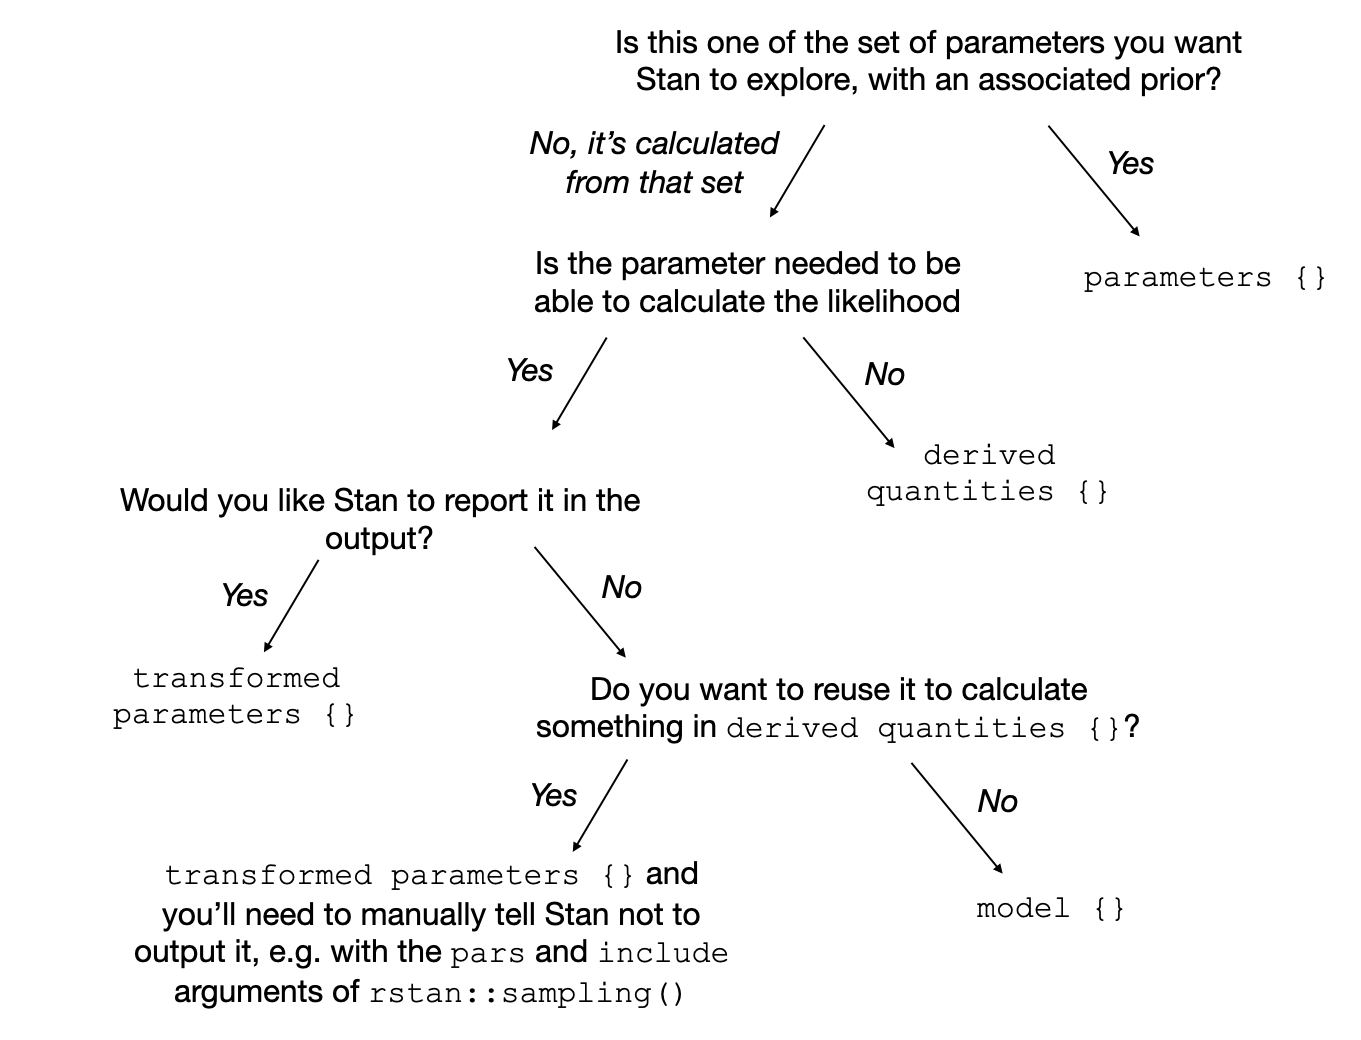 Is this one of the set of parameters you want
Stan to explore, with an associated prior?
No, it's calculated
from that set
Yes
Is the parameter needed to be
able to calculate the likelihood
parameters {}
Yes
No
derived
quantities {}
Would you like Stan to report it in the
output?
Yes
No
transformed
parameters {}
Do you want to reuse it to calculate
something in derived quantities {}?
Yes
No
transformed parameters {} and
you'll need to manually tell Stan not to
output it, e.g. with the pars and include
arguments of rstan::sampling()
model {}